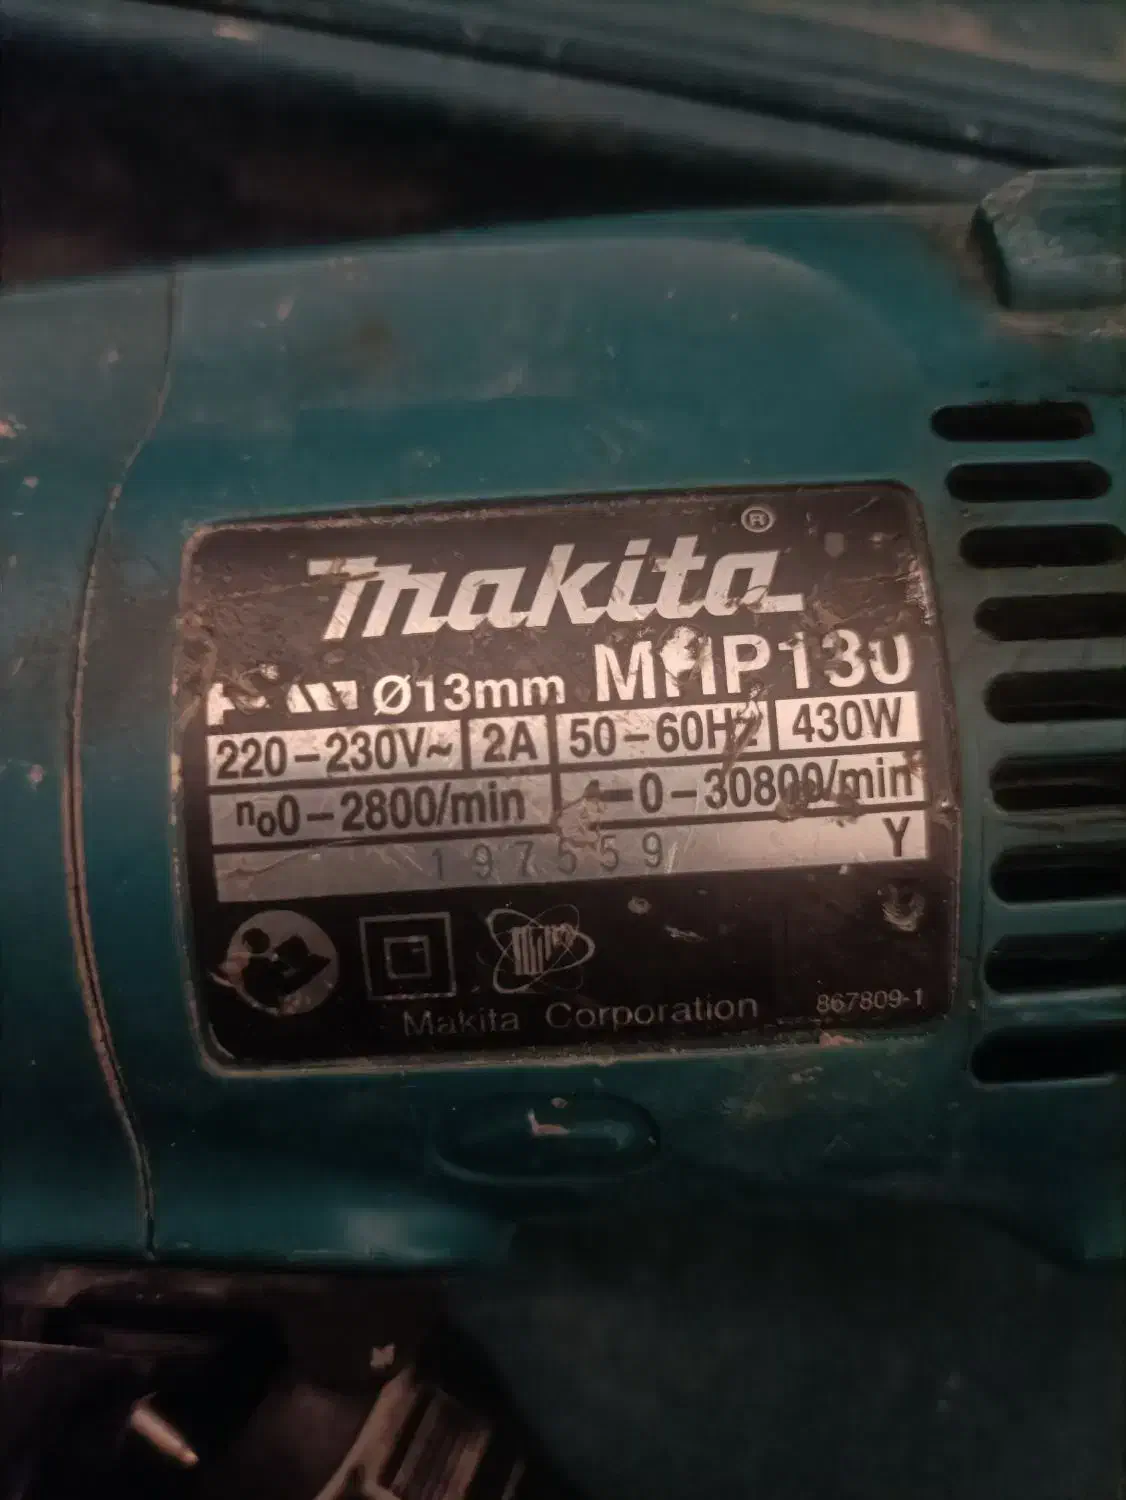 makita®
Ø13mm MHP130
220-230V~ 2A 50-60Hz 430W
n₀0-2800/min 0-30800/min
197559 Y
Makita Corporation 867809-1